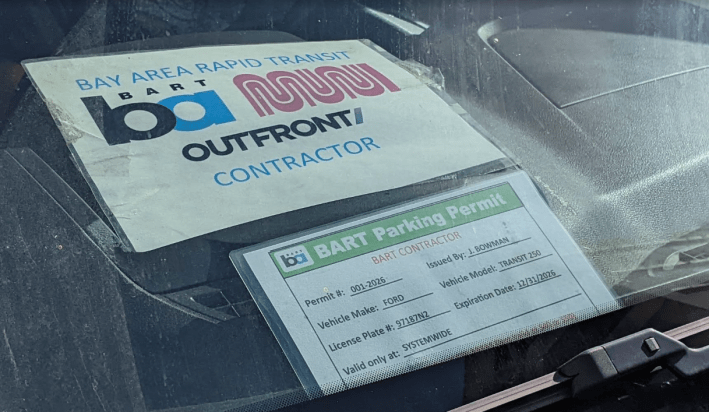 BAY AREA RAPID TRANSIT
BART
ba MUNI
OUTFRONT/
CONTRACTOR
ba BART Parking Permit
BART CONTRACTOR
Permit #: 001-2026 Issued By: J. BOWMAN
Vehicle Make: FORD Vehicle Model: TRANSIT 250
License Plate #: 97187N2 Expiration Date: 12/31/2026
Valid only at: SYSTEMWIDE